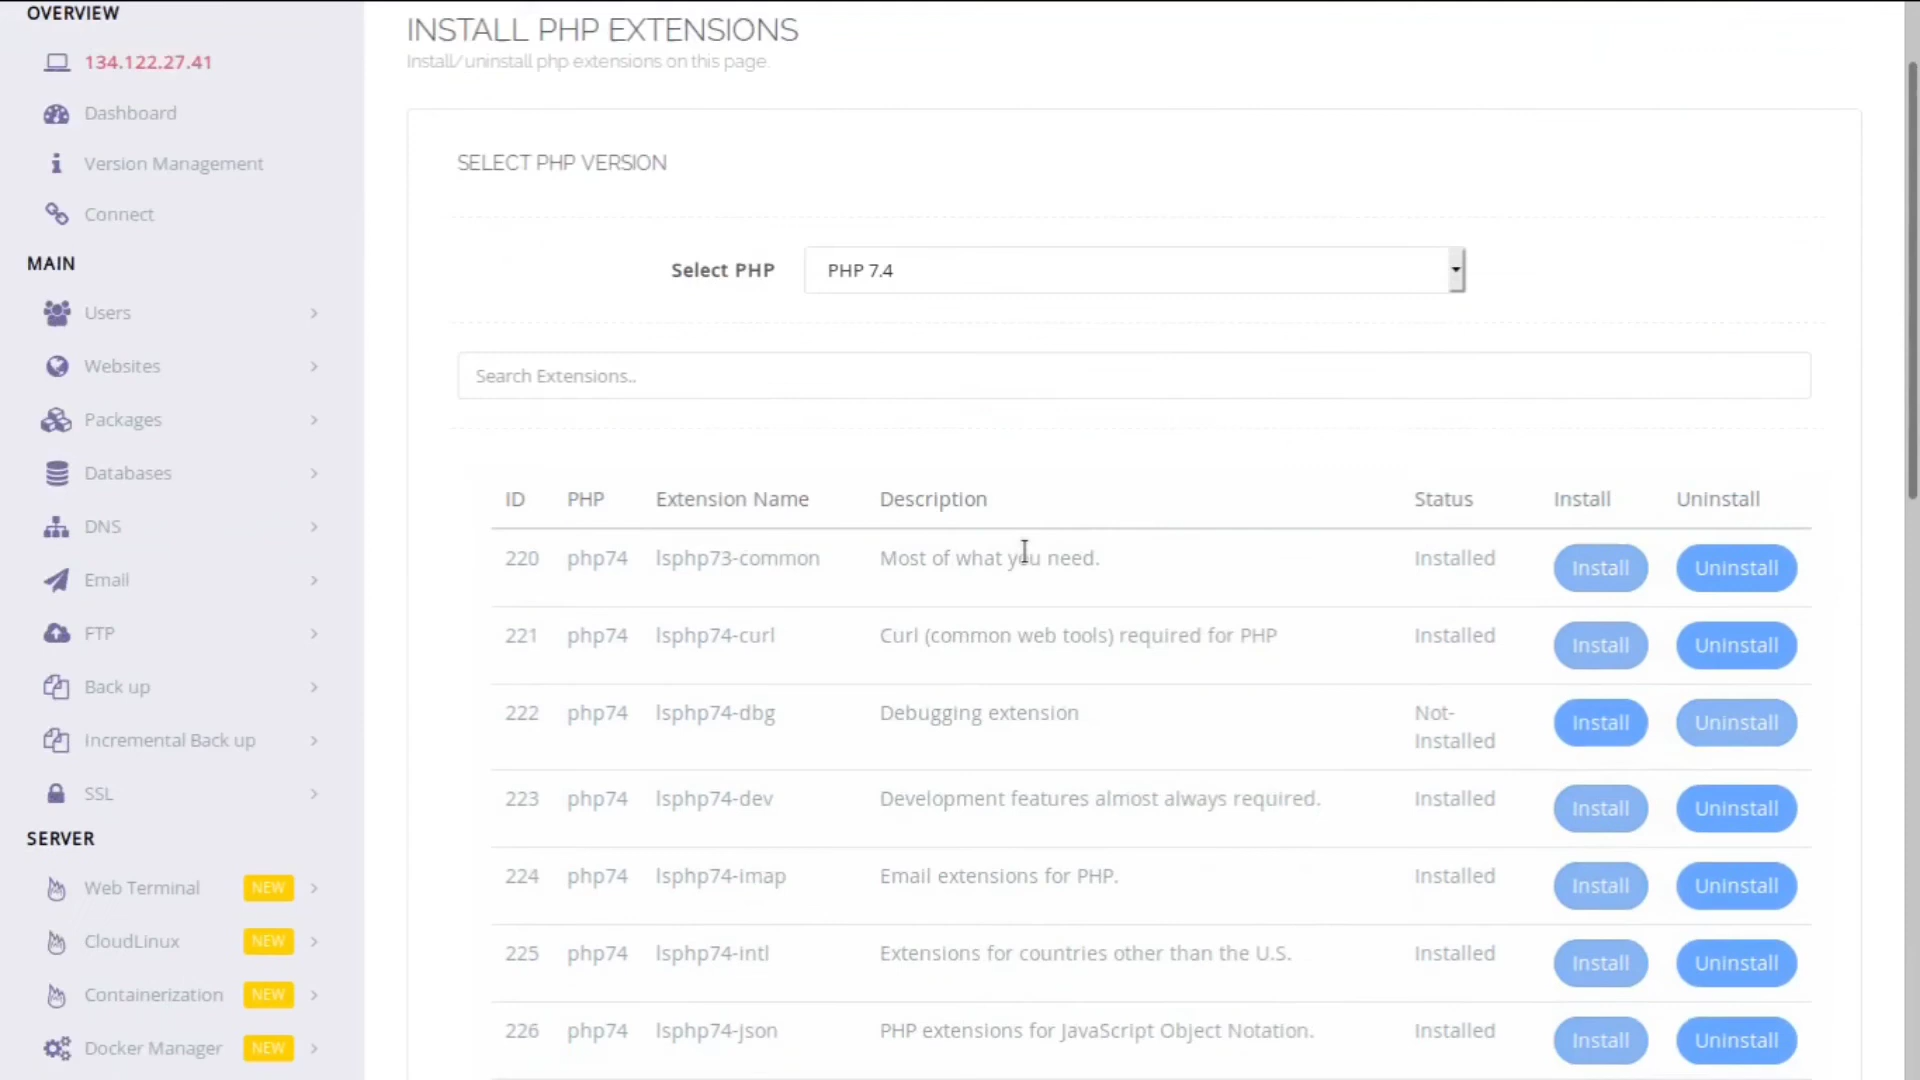 OVERVIEW
134.122.27.41
Dashboard
Version Management
Connect
MAIN
Users
Websites
Packages
Databases
DNS
Email
FTP
Back up
Incremental Back up
SSL
SERVER
Web Terminal NEW
CloudLinux NEW
Containerization NEW
Docker Manager NEW
INSTALL PHP EXTENSIONS
Install/uninstall php extensions on this page.
SELECT PHP VERSION
Select PHP PHP 7.4
Search Extensions..
ID PHP Extension Name Description Status Install Uninstall
220 php74 lsphp73-common Most of what you need. Installed Install Uninstall
221 php74 lsphp74-curl Curl (common web tools) required for PHP Installed Install Uninstall
222 php74 lsphp74-dbg Debugging extension Not-
Installed Install Uninstall
223 php74 lsphp74-dev Development features almost always required. Installed Install Uninstall
224 php74 lsphp74-imap Email extensions for PHP. Installed Install Uninstall
225 php74 lsphp74-intl Extensions for countries other than the U.S. Installed Install Uninstall
226 php74 lsphp74-json PHP extensions for JavaScript Object Notation. Installed Install Uninstall